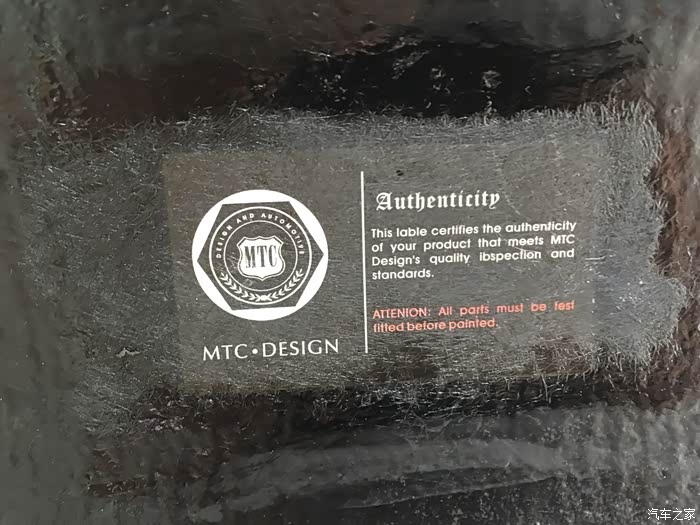 DESIGN AND AUTOMOTIVE
MTC
MTC•DESIGN
Authenticity
This lable certifies the authenticity
of your product that meets MTC
Design's quality ibspection and
standards.
ATTENION: All parts must be test
fitted before painted.
汽车之家